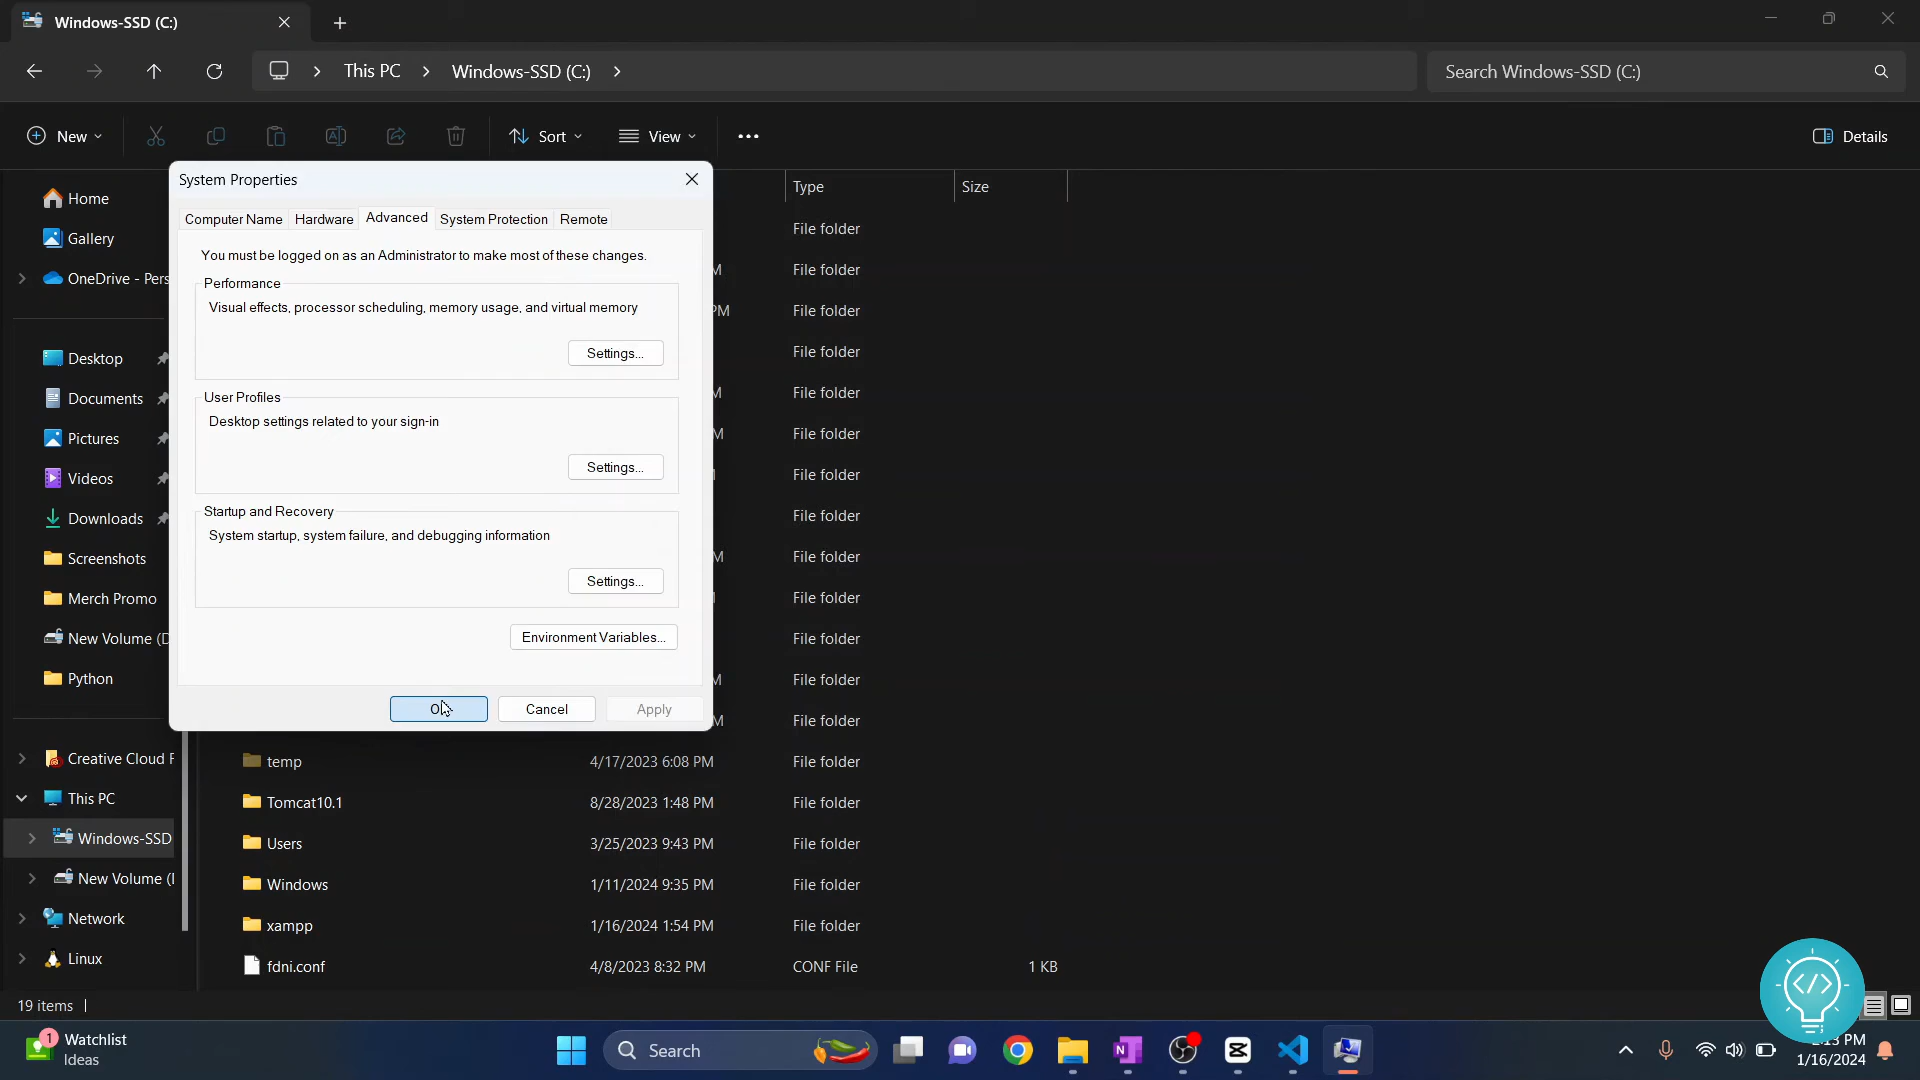 Windows-SSD (C:)
This PC
Windows-SSD (C:)
Search Windows-SSD (C:)
New
Sort
View
Details
System Properties
Computer Name
Hardware
Advanced
System Protection
Remote
You must be logged on as an Administrator to make most of these changes.
Performance
Visual effects, processor scheduling, memory usage, and virtual memory
Settings...
User Profiles
Desktop settings related to your sign-in
Settings...
Startup and Recovery
System startup, system failure, and debugging information
Settings...
Environment Variables...
Cancel
Apply
Home
Gallery
OneDrive - Pers
Desktop
Documents
Pictures
Videos
Downloads
Screenshots
Merch Promo
New Volume (D
Python
Creative Cloud F
This PC
Windows-SSD
New Volume (
Network
Linux
Type Size
File folder
M File folder
PM File folder
File folder
M File folder
M File folder
File folder
File folder
M File folder
File folder
File folder
M File folder
M File folder
temp 4/17/2023 6:08 PM File folder
Tomcat10.1 8/28/2023 1:48 PM File folder
Users 3/25/2023 9:43 PM File folder
Windows 1/11/2024 9:35 PM File folder
xampp 1/16/2024 1:54 PM File folder
fdni.conf 4/8/2023 8:32 PM CONF File 1 KB
19 items
1
Watchlist
Ideas
Search
PM
1/16/2024